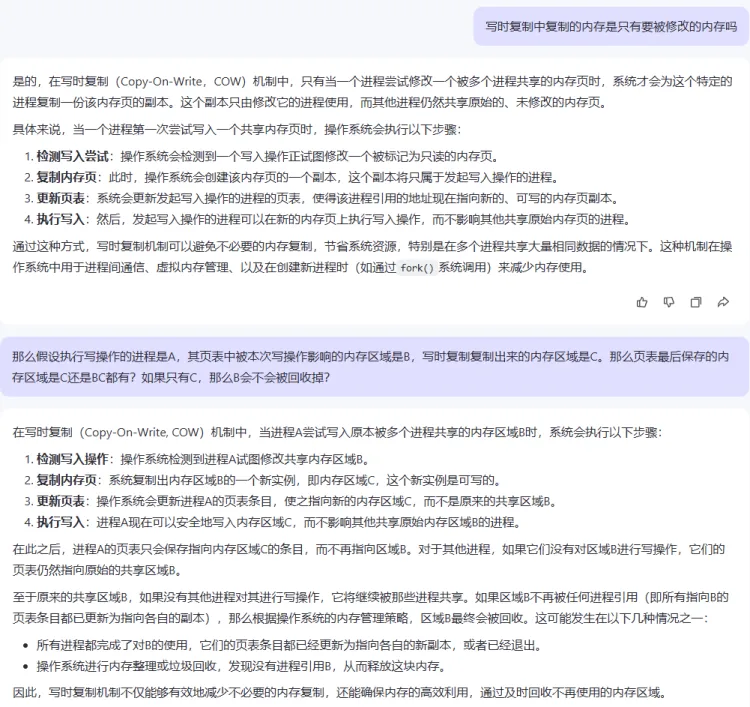 写时复制中复制的内存是只有要被修改的内存吗
是的，在写时复制（Copy-On-Write，COW）机制中，只有当一个进程尝试修改一个被多个进程共享的内存页时，系统才会为这个特定的
进程复制一份该内存页的副本。这个副本只由修改它的进程使用，而其他进程仍然共享原始的、未修改的内存页。
具体来说，当一个进程第一次尝试写入一个共享内存页时，操作系统会执行以下步骤：
1. 检测写入尝试：操作系统会检测到一个写入操作正试图修改一个被标记为只读的内存页。
2. 复制内存页：此时，操作系统会创建该内存页的一个副本，这个副本将只属于发起写入操作的进程。
3. 更新页表：系统会更新发起写入操作的进程的页表，使得该进程引用的地址现在指向新的、可写的内存页副本。
4. 执行写入：然后，发起写入操作的进程可以在新的内存页上执行写入操作，而不影响其他共享原始内存页的进程。
通过这种方式，写时复制机制可以避免不必要的内存复制，节省系统资源，特别是在多个进程共享大量相同数据的情况下。这种机制在操
作系统中用于进程间通信、虚拟内存管理、以及在创建新进程时（如通过 fork() 系统调用）来减少内存使用。
那么假设执行写操作的进程是A，其页表中被本次写操作影响的内存区域是B，写时复制复制出来的内存区域是C。那么页表最后保存的内
存区域是C还是BC都有？如果只有C，那么B会不会被回收掉？
在写时复制（Copy-On-Write, COW）机制中，当进程A尝试写入原本被多个进程共享的内存区域B时，系统会执行以下步骤：
1. 检测写入操作：操作系统检测到进程A试图修改共享内存区域B。
2. 复制内存页：系统复制出内存区域B的一个新实例，即内存区域C，这个新实例是可写的。
3. 更新页表：操作系统会更新进程A的页表条目，使之指向新的内存区域C，而不是原来的共享区域B。
4. 执行写入：进程A现在可以安全地写入内存区域C，而不影响其他共享原始内存区域B的进程。
在此之后，进程A的页表只会保存指向内存区域C的条目，而不再指向区域B。对于其他进程，如果它们没有对区域B进行写操作，它们的
页表仍然指向原始的共享区域B。
至于原来的共享区域B，如果没有其他进程对其进行写操作，它将继续被那些进程共享。如果区域B不再被任何进程引用（即所有指向B的
页表条目都已更新为指向各自的副本），那么根据操作系统的内存管理策略，区域B最终会被回收。这可能发生在以下几种情况之一：
• 所有进程都完成了对B的使用，它们的页表条目都已经更新为指向各自的新副本，或者已经退出。
• 操作系统进行内存整理或垃圾回收，发现没有进程引用B，从而释放这块内存。
因此，写时复制机制不仅能够有效地减少不必要的内存复制，还能确保内存的高效利用，通过及时回收不再使用的内存区域。